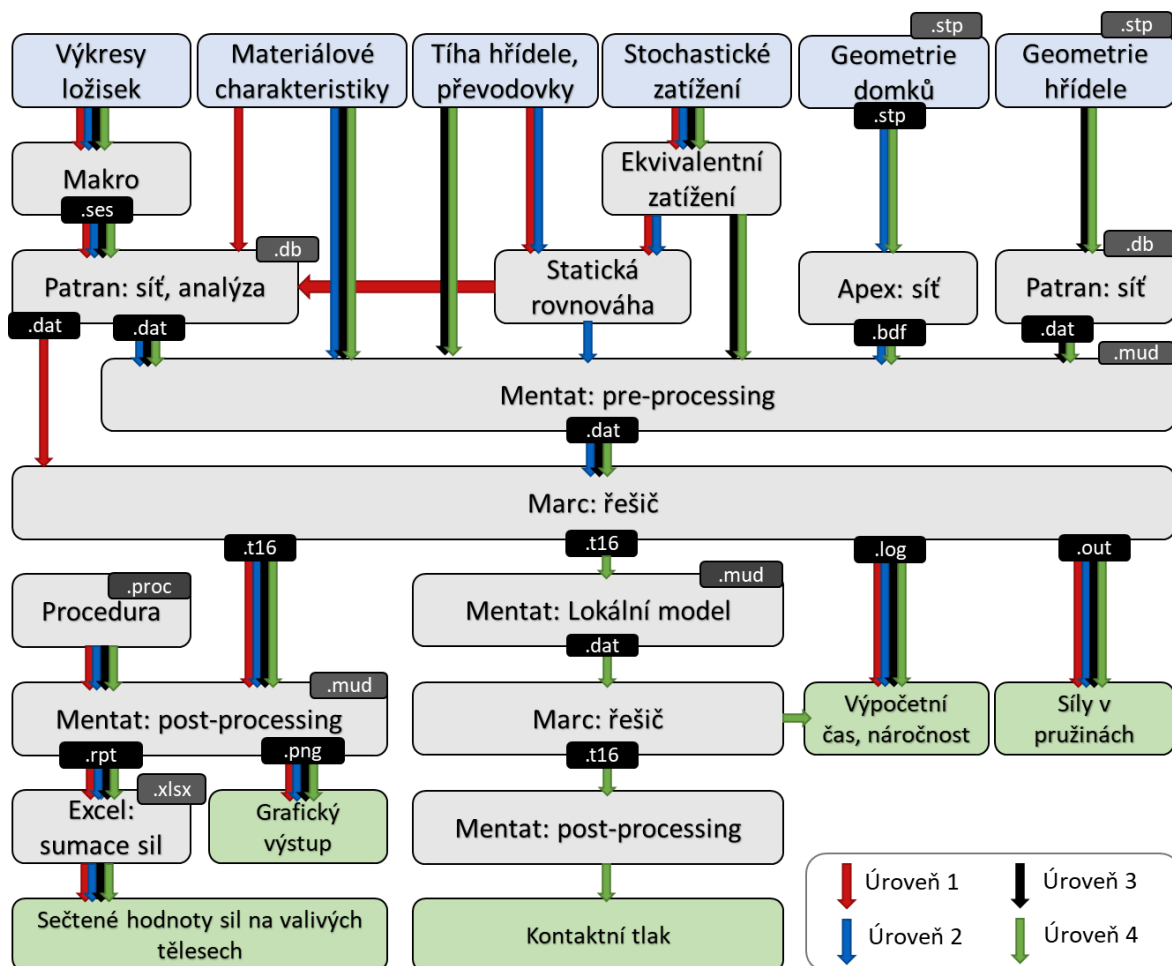 .stp
.stp
Výkresy
ložisek
Materiálové
charakteristiky
Tíha hřídele,
převodovky
Stochastické
zatížení
Geometrie
domků
Geometrie
hřídele
.stp
Makro
Ekvivalentní
zatížení
.ses
.db
.db
Patran: síť, analýza
Statická
rovnováha
Apex: síť
Patran: síť
.dat
.dat
.bdf
.dat
.mud
Mentat: pre-processing
.dat
Marc: řešič
.t16
.t16
.log
.out
.proc
Procedura
.mud
Mentat: Lokální model
.dat
.mud
Mentat: post-processing
Marc: řešič
Výpočetní
čas, náročnost
Síly v
pružinách
.rpt
.png
.t16
.xlsx
Excel:
sumace sil
Grafický
výstup
Mentat: post-processing
Sečtené hodnoty sil na valivých
tělesech
Kontaktní tlak
Úroveň 1
Úroveň 3
Úroveň 2
Úroveň 4